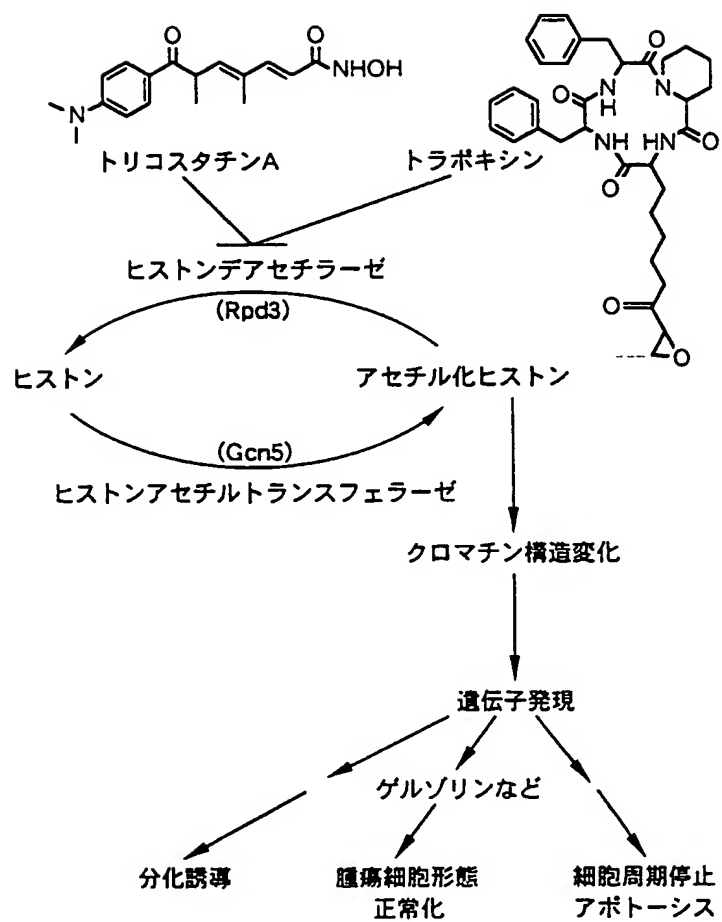 O
O
NHOH
N
トリコスタチンA
O
O
N
N
H
O
NH
H
N
O
O
O
O
トラポキシン
ヒストンデアセチラーゼ
(Rpd3)
ヒストン
アセチル化ヒストン
(Gcn5)
ヒストンアセチルトランスフェラーゼ
クロマチン構造変化
遺伝子発現
ゲルゾリンなど
分化誘導
腫瘍細胞形態
正常化
細胞周期停止
アポトーシス